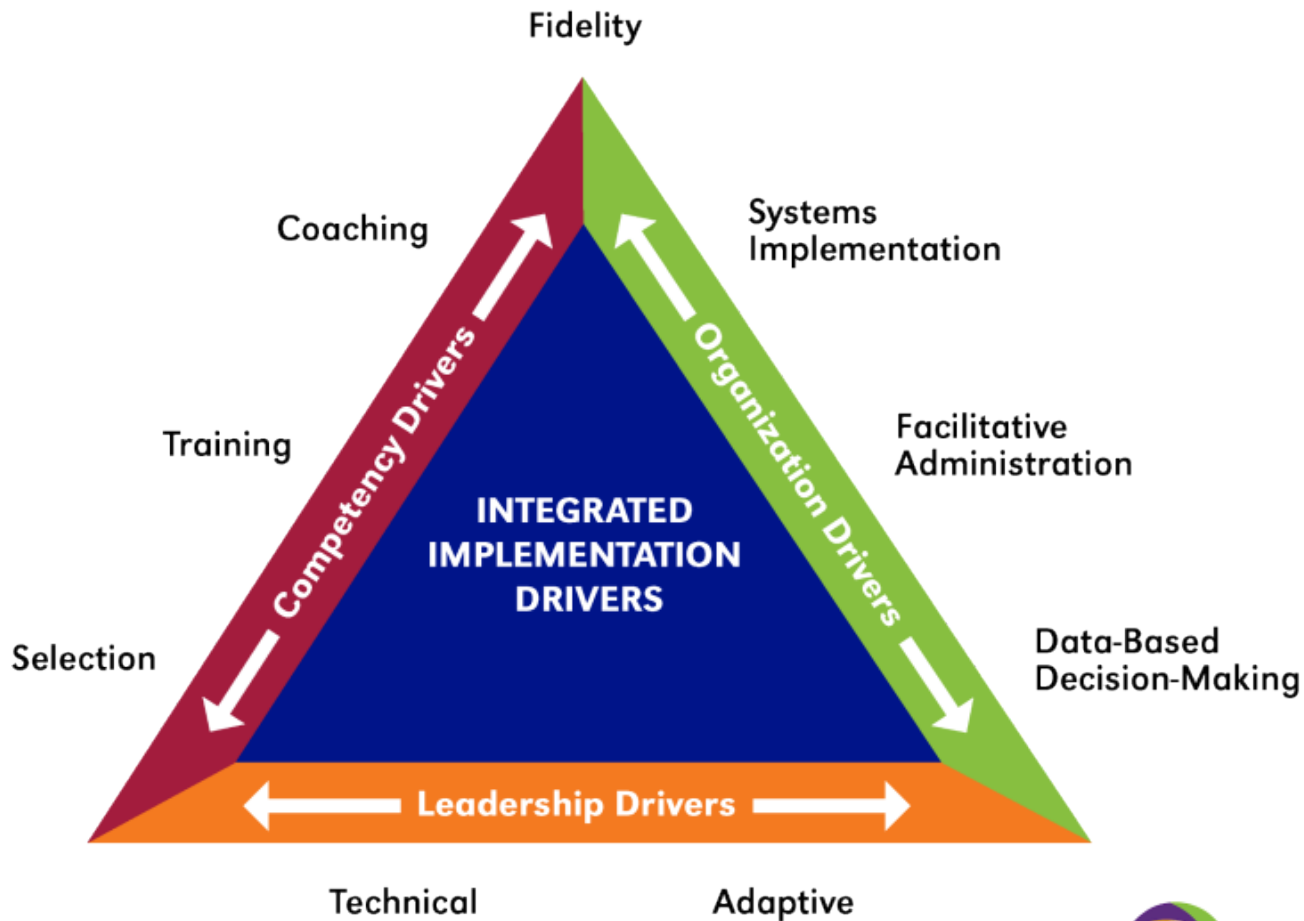 Fidelity
Coaching
Systems
Implementation
Competency Drivers
Organization Drivers
Training
Facilitative
Administration
INTEGRATED
IMPLEMENTATION
DRIVERS
Selection
Data-Based
Decision-Making
Leadership Drivers
Technical
Adaptive